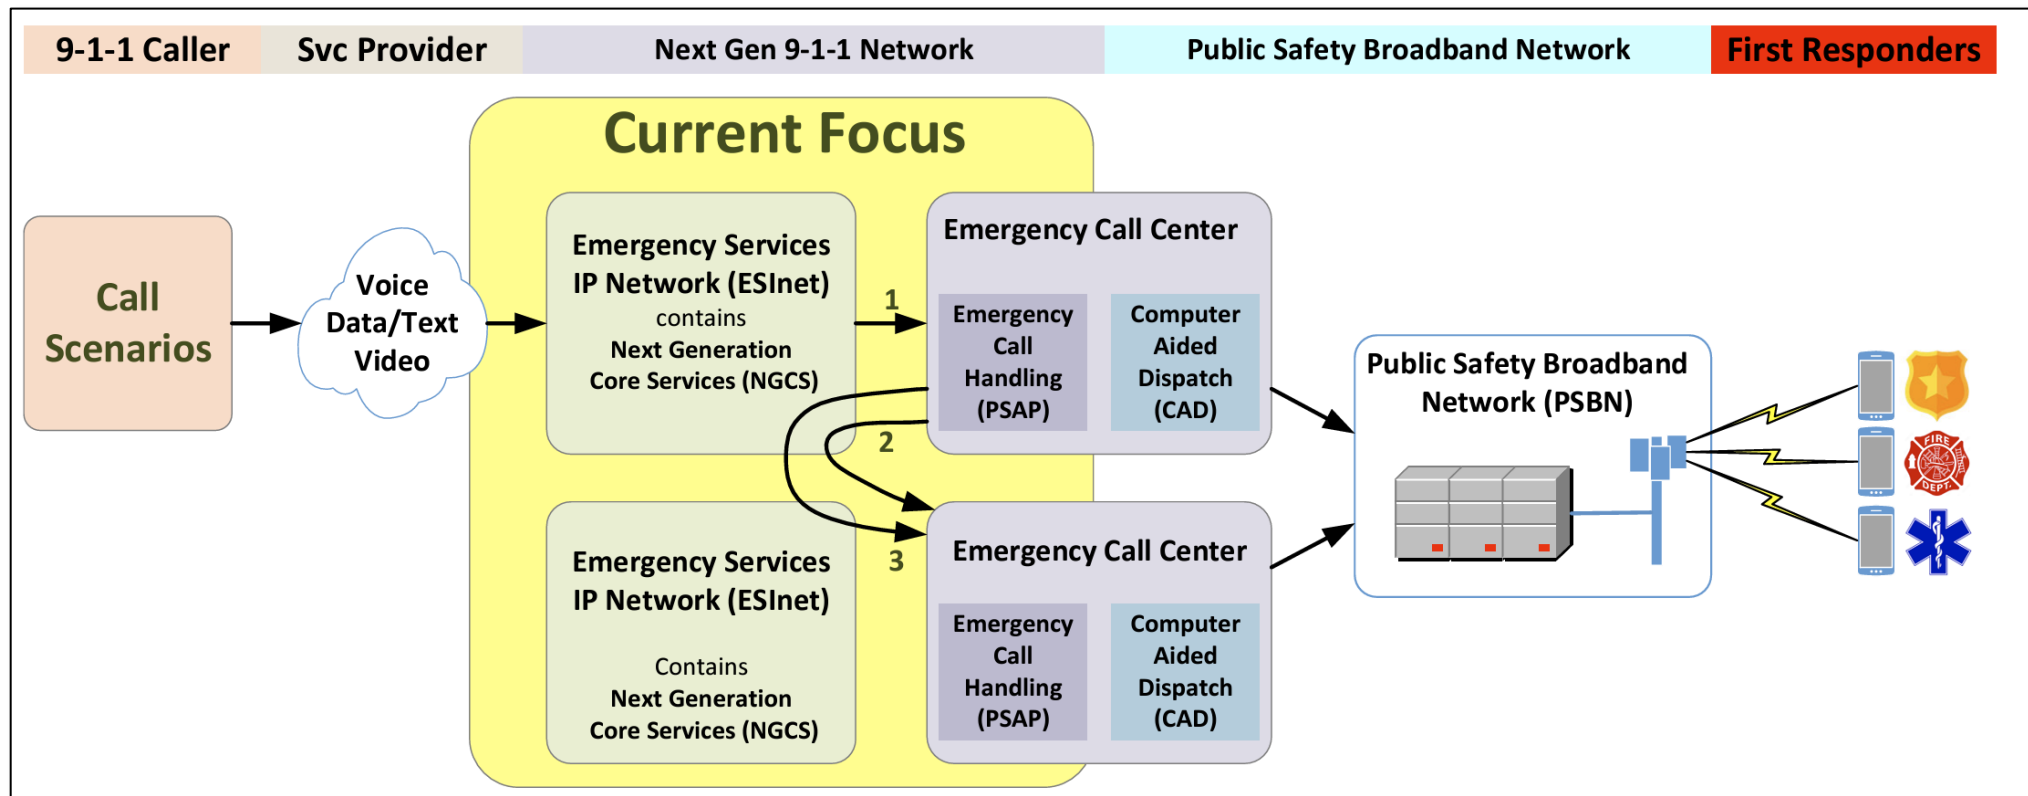 9-1-1 Caller
Svc Provider
Next Gen 9-1-1 Network
Public Safety Broadband Network
First Responders
Current Focus
Call
Scenarios
Voice
Data/Text
Video
Emergency Services
IP Network (ESInet)
contains
Next Generation
Core Services (NGCS)
1
2
3
Emergency Call Center
Emergency
Call
Handling
(PSAP)
Computer
Aided
Dispatch
(CAD)
Emergency Services
IP Network (ESInet)
Contains
Next Generation
Core Services (NGCS)
Emergency Call Center
Emergency
Call
Handling
(PSAP)
Computer
Aided
Dispatch
(CAD)
Public Safety Broadband
Network (PSBN)
FIRE
DEPT.